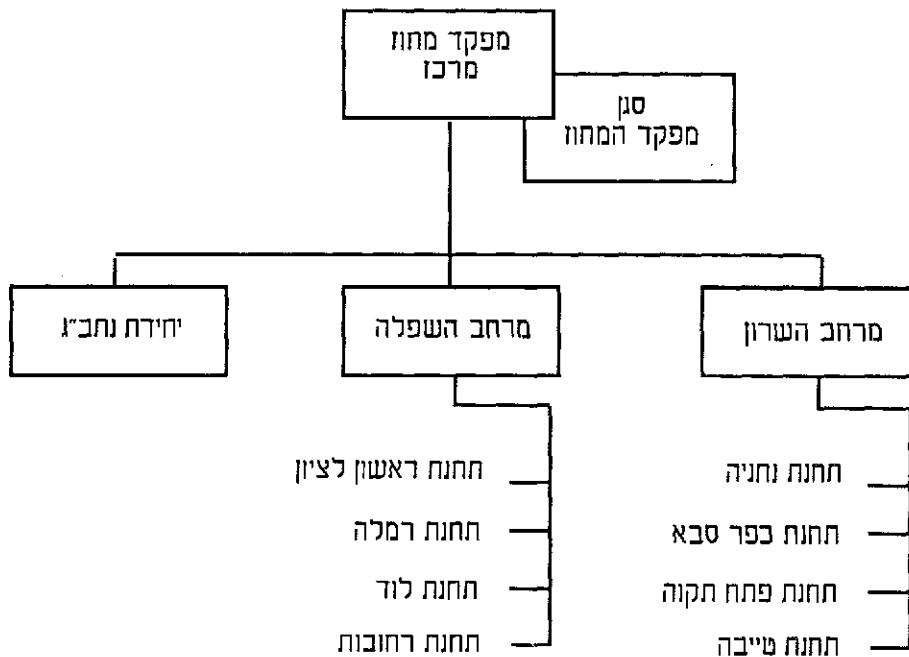 מפקד מחוז
מרכז
סגן
מפקד המחוז
מרחב השרון
מרחב השפלה
יחידת נתב"ג
תחנת נתניה
תחנת כפר סבא
תחנת פתח תקוה
תחנת טייבה
תחנת ראשון לציון
תחנת רמלה
תחנת לוד
תחנת רחובות